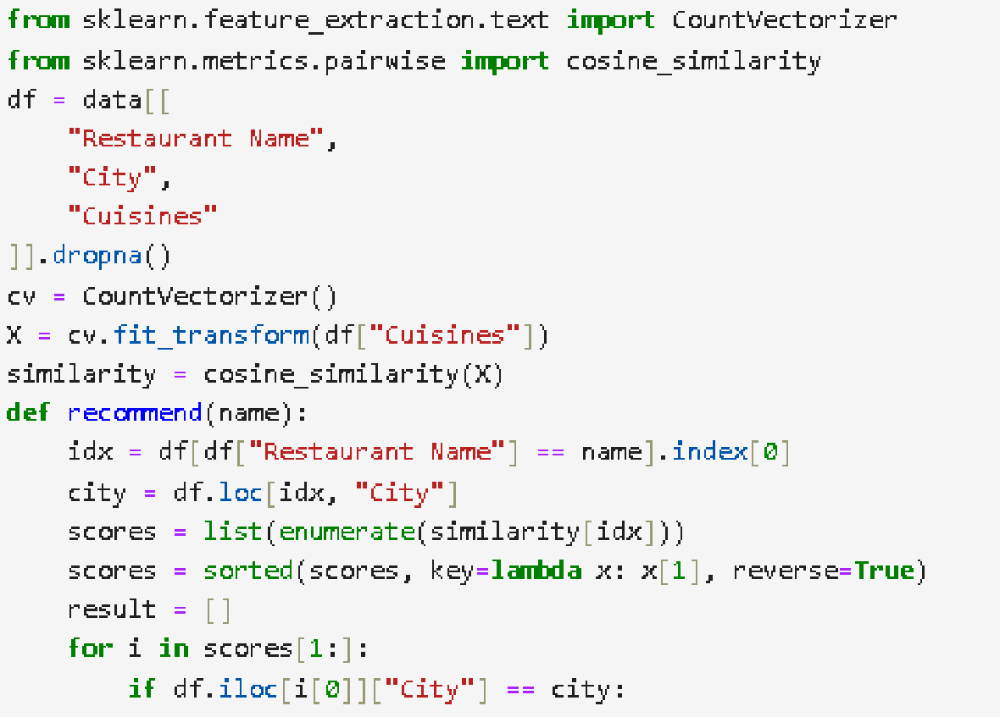 from sklearn.feature_extraction.text import CountVectorizer
from sklearn.metrics.pairwise import cosine_similarity
df = data[[
    "Restaurant Name",
    "City",
    "Cuisines"
]].dropna()
cv = CountVectorizer()
X = cv.fit_transform(df["Cuisines"])
similarity = cosine_similarity(X)
def recommend(name):
    idx = df[df["Restaurant Name"] == name].index[0]
    city = df.loc[idx, "City"]
    scores = list(enumerate(similarity[idx]))
    scores = sorted(scores, key=lambda x: x[1], reverse=True)
    result = []
    for i in scores[1:]:
        if df.iloc[i[0]]["City"] == city: